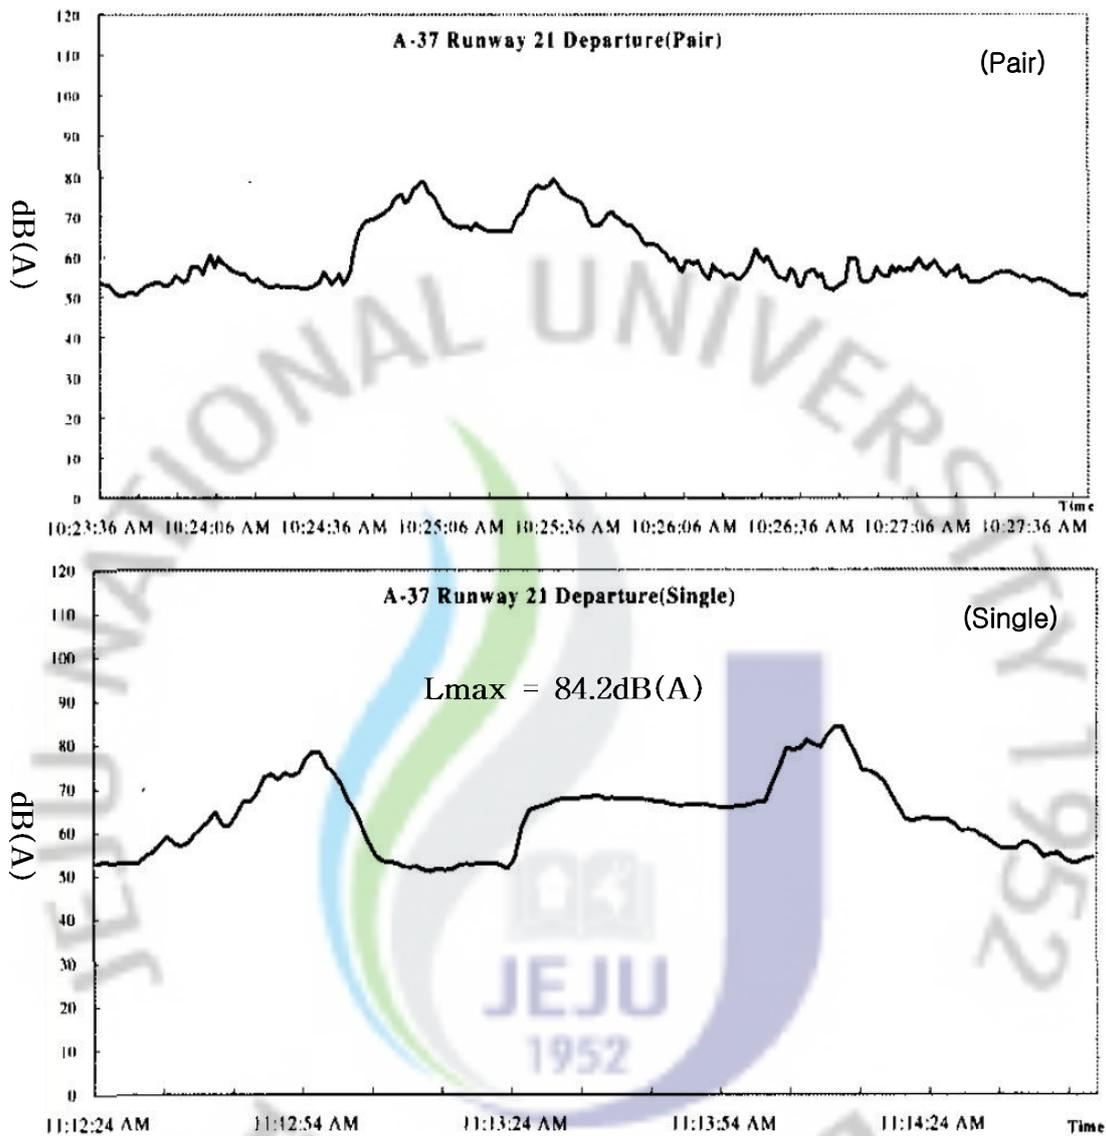 A-37 Runway 21 Departure(Pair)
(Pair)
120
110
100
90
80
70
60
50
40
30
20
10
0
dB(A)
Time
10:23:36 AM 10:24:06 AM 10:24:36 AM 10:25:06 AM 10:25:36 AM 10:26:06 AM 10:26:36 AM 10:27:06 AM 10:27:36 AM
A-37 Runway 21 Departure(Single)
(Single)
Lmax = 84.2dB(A)
120
110
100
90
80
70
60
50
40
30
20
10
0
dB(A)
11:12:24 AM 11:12:54 AM 11:13:24 AM 11:13:54 AM 11:14:24 AM Time
JEJU NATIONAL UNIVERSITY 1952
JEJU
1952